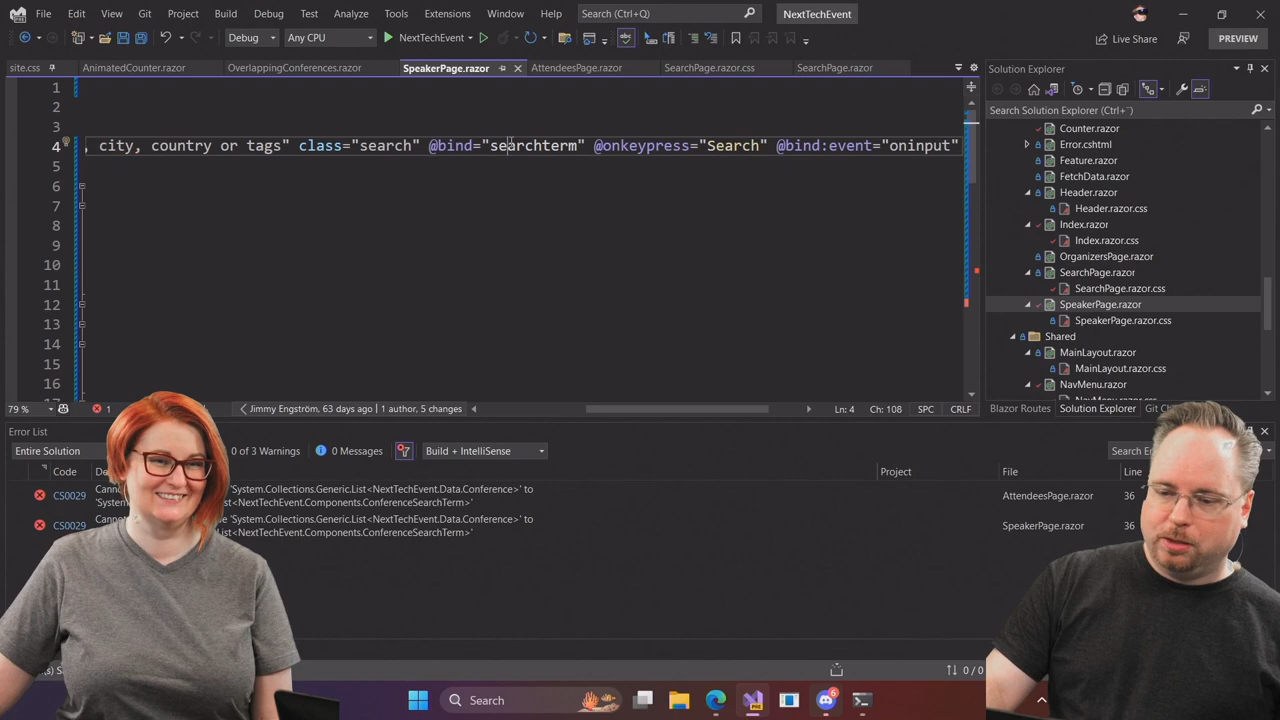 File Edit View Git Project Build Debug Test Analyze Tools Extensions Window Help Search (Ctrl+Q) NextTechEvent
Debug Any CPU NextTechEvent Live Share PREVIEW
site.css AnimatedCounter.razor OverlappingConferences.razor SpeakerPage.razor AttendeesPage.razor SearchPage.razor.css SearchPage.razor
Solution Explorer
Search Solution Explorer (Ctrl+¨)
Counter.razor
Error.cshtml
Feature.razor
FetchData.razor
Header.razor
Header.razor.css
Index.razor
Index.razor.css
OrganizersPage.razor
SearchPage.razor
SearchPage.razor.css
SpeakerPage.razor
SpeakerPage.razor.css
Shared
MainLayout.razor
MainLayout.razor.css
NavMenu.razor
Blazor Routes Solution Explorer Git Ch
1
2
3
4 , city, country or tags" class="search" @bind="searchterm" @onkeypress="Search" @bind:event="oninput"
5
6
7
8
9
10
11
12
13
14
15
16
79 % 1 Jimmy Engström, 63 days ago | 1 author, 5 changes Ln: 4 Ch: 108 SPC CRLF
Error List
Entire Solution 0 of 3 Warnings 0 Messages Build + IntelliSense Search Er
Code Project File Line
CS0029 'System.Collections.Generic.List<NextTechEvent.Data.Conference>' to AttendeesPage.razor 36
'System List<NextTechEvent.Components.ConferenceSearchTerm>'
CS0029 'System.Collections.Generic.List<NextTechEvent.Data.Conference>' to SpeakerPage.razor 36
List<NextTechEvent.Components.ConferenceSearchTerm>'
0/0
Search 6